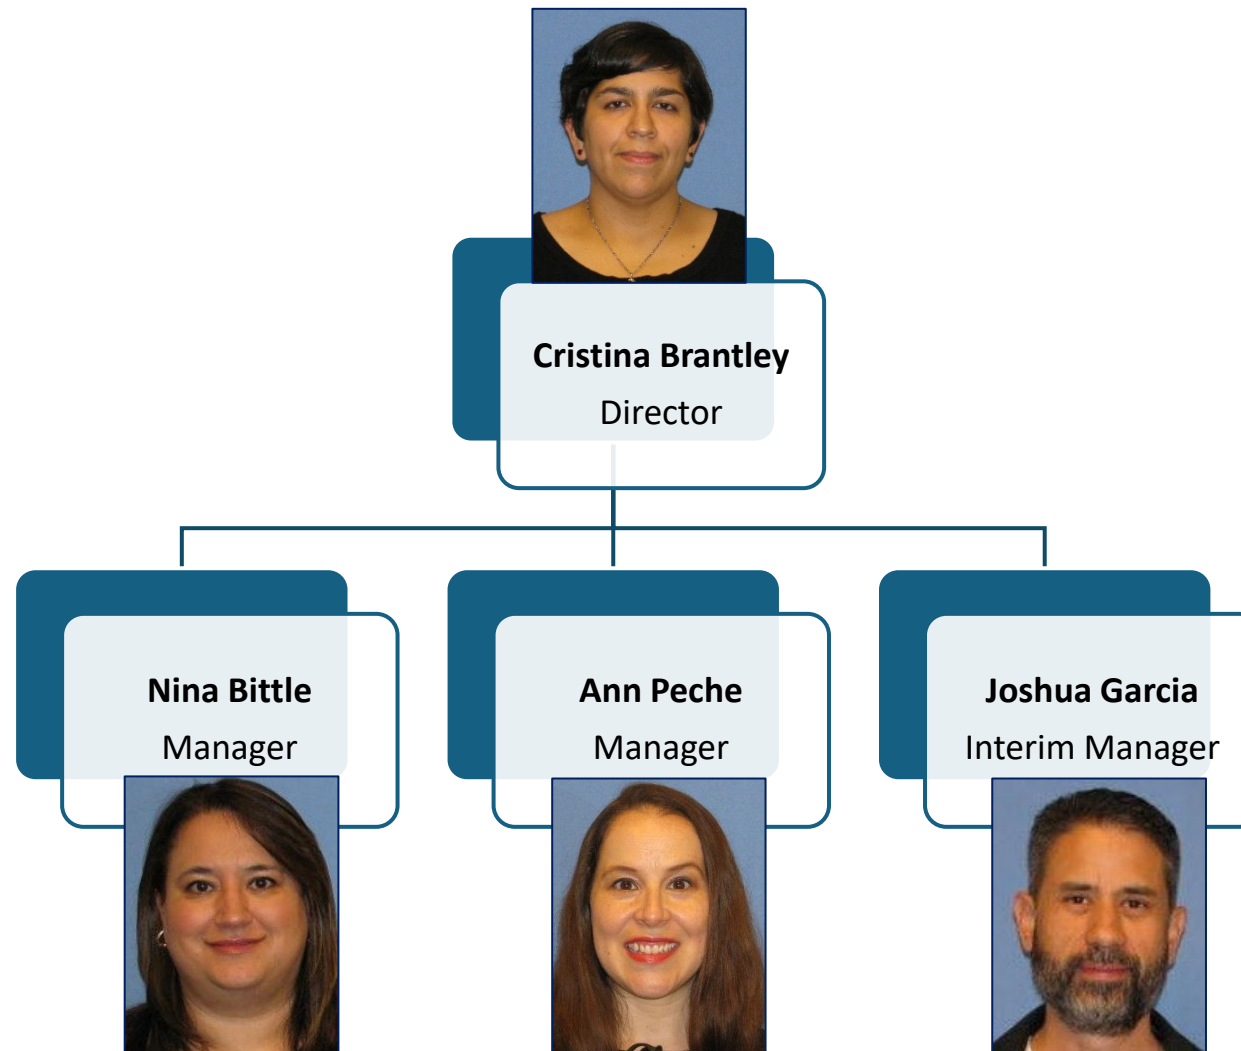 Cristina Brantley
Director
Nina Bittle
Manager
Ann Peche
Manager
Joshua Garcia
Interim Manager